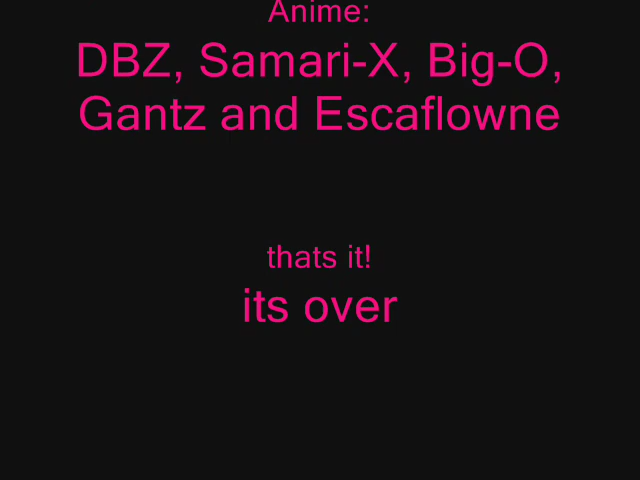 Anime:
DBZ, Samari-X, Big-O,
Gantz and Escaflowne
thats it!
its over